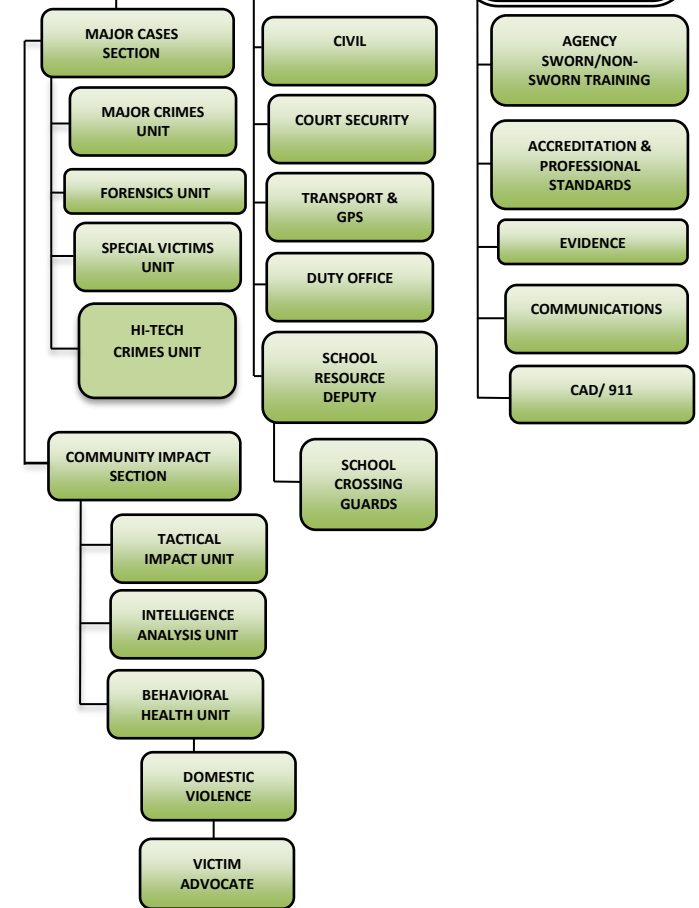 MAJOR CASES
SECTION
MAJOR CRIMES
UNIT
FORENSICS UNIT
SPECIAL VICTIMS
UNIT
HI-TECH
CRIMES UNIT
COMMUNITY IMPACT
SECTION
TACTICAL
IMPACT UNIT
INTELLIGENCE
ANALYSIS UNIT
BEHAVIORAL
HEALTH UNIT
DOMESTIC
VIOLENCE
VICTIM
ADVOCATE
CIVIL
COURT SECURITY
TRANSPORT &
GPS
DUTY OFFICE
SCHOOL
RESOURCE
DEPUTY
SCHOOL
CROSSING
GUARDS
AGENCY
SWORN/NON-
SWORN TRAINING
ACCREDITATION &
PROFESSIONAL
STANDARDS
EVIDENCE
COMMUNICATIONS
CAD/ 911